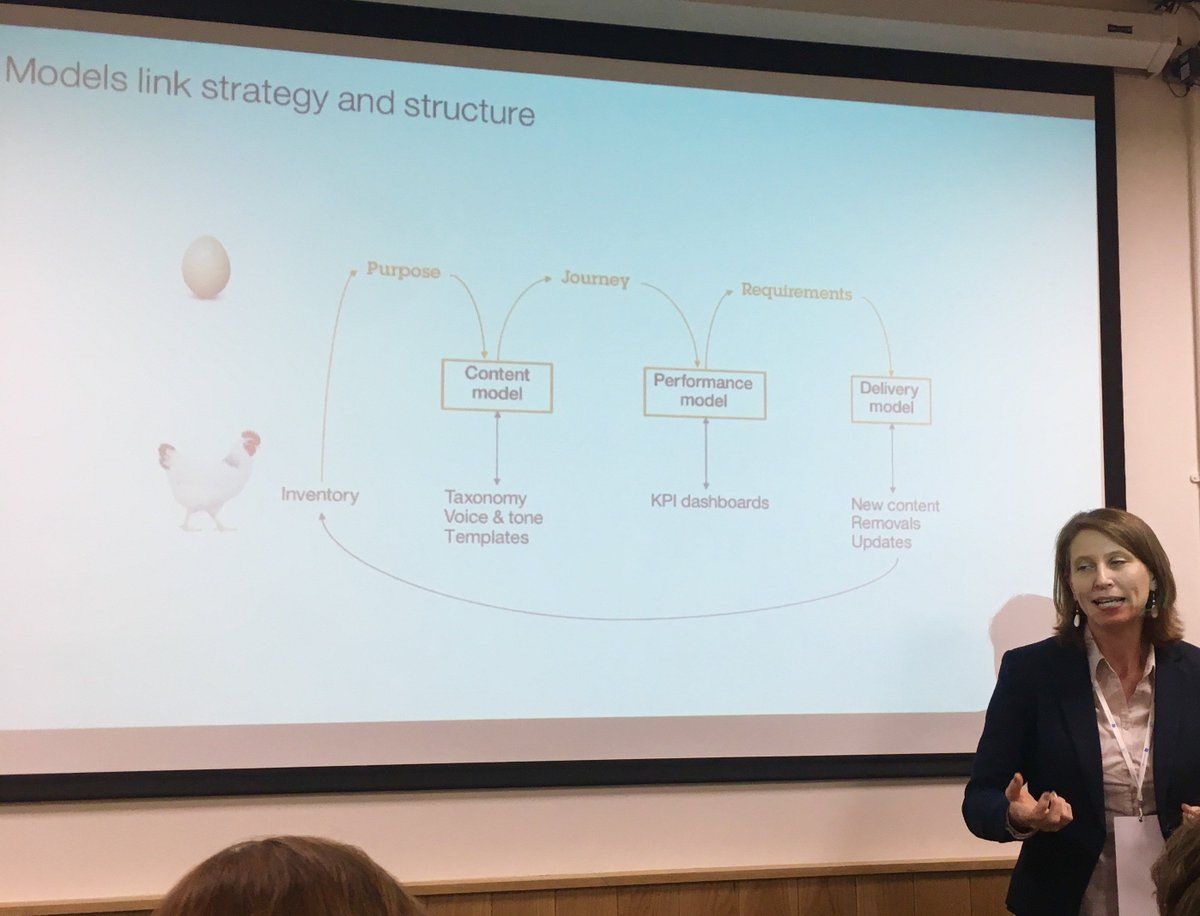 Models link strategy and structure
Purpose
Journey
Requirements
Content
model
Performance
model
Delivery
model
Inventory
Taxonomy
Voice & tone
Templates
KPI dashboards
New content
Removals
Updates